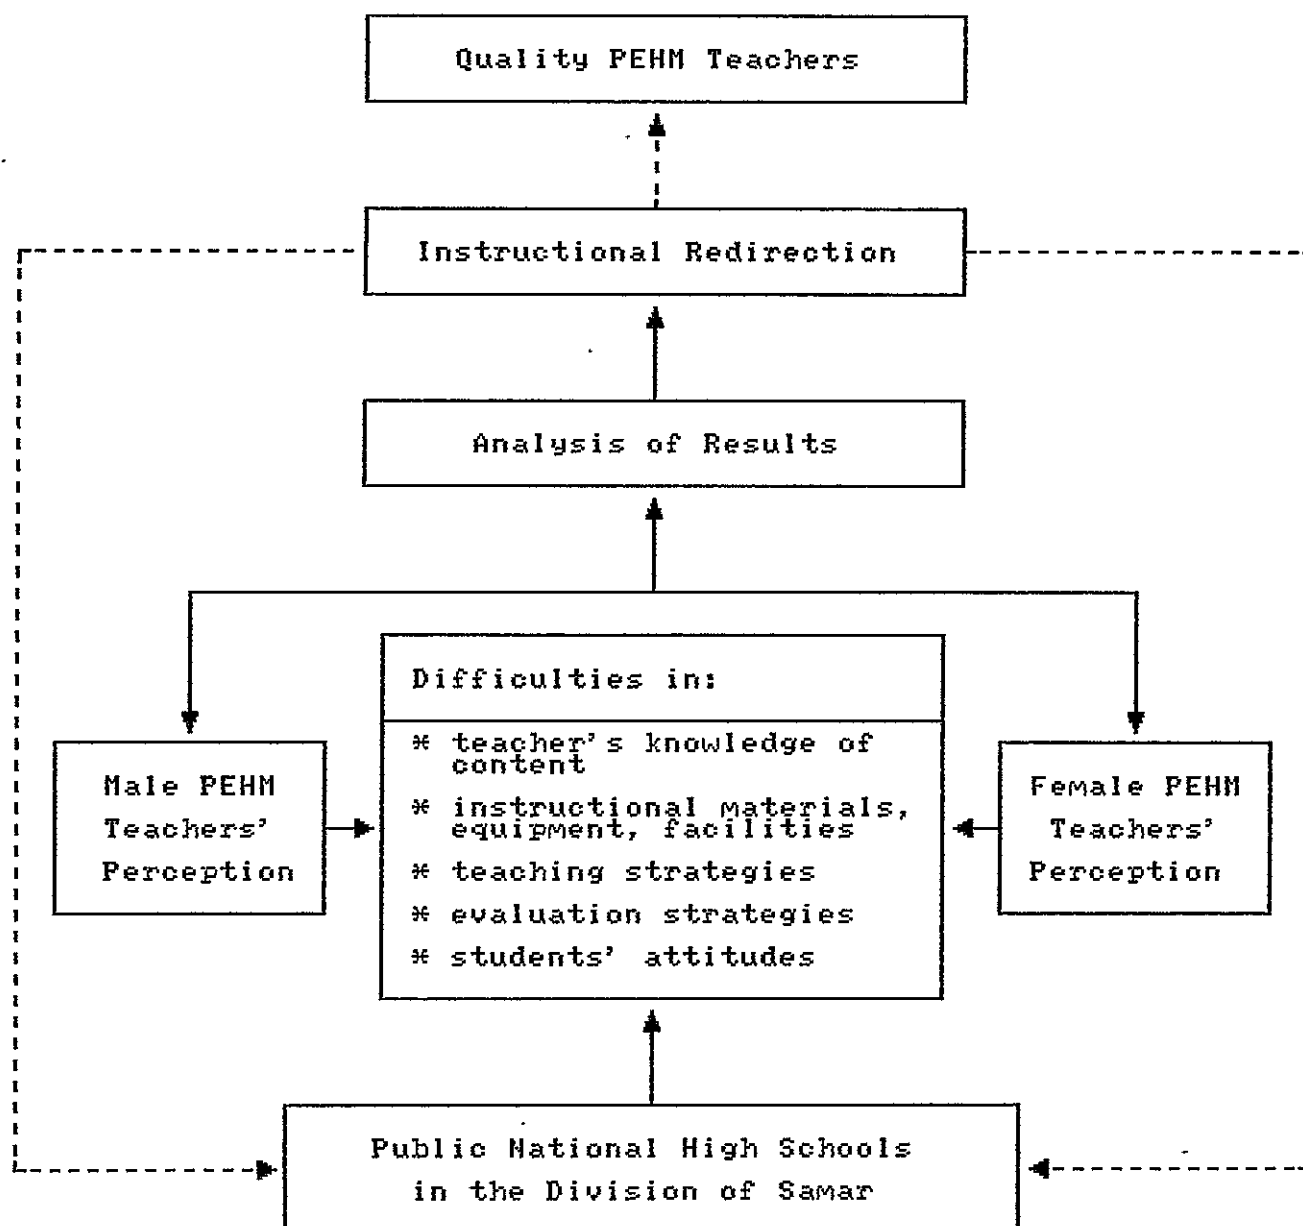 Quality PEHM Teachers
Instructional Redirection
Analysis of Results
Difficulties in:
* teacher's knowledge of
content
* instructional materials,
equipment, facilities
* teaching strategies
* evaluation strategies
* students' attitudes
Male PEHM
Teachers'
Perception
Female PEHM
Teachers'
Perception
Public National High Schools
in the Division of Samar